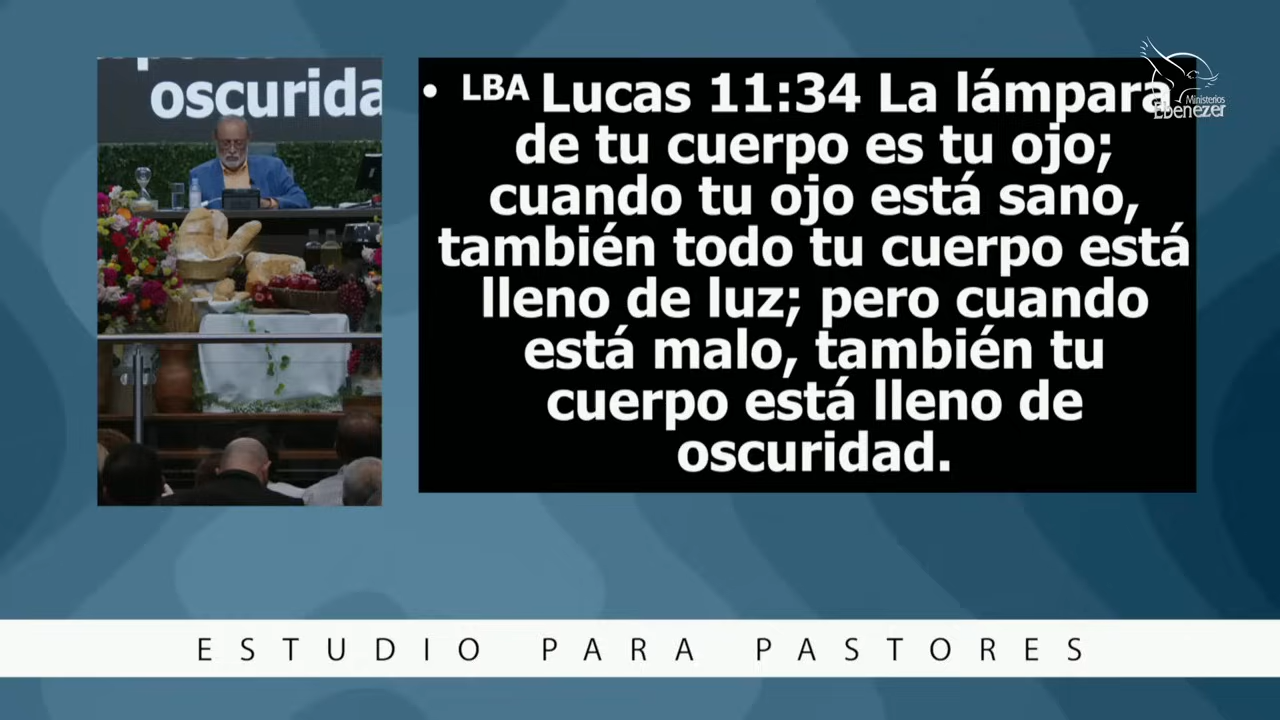 oscurida
• LBA Lucas 11:34 La lámpara
de tu cuerpo es tu ojo;
cuando tu ojo está sano,
también todo tu cuerpo está
lleno de luz; pero cuando
está malo, también tu
cuerpo está lleno de
oscuridad.
Ministerios
Ebenezer
ESTUDIO PARA PASTORES